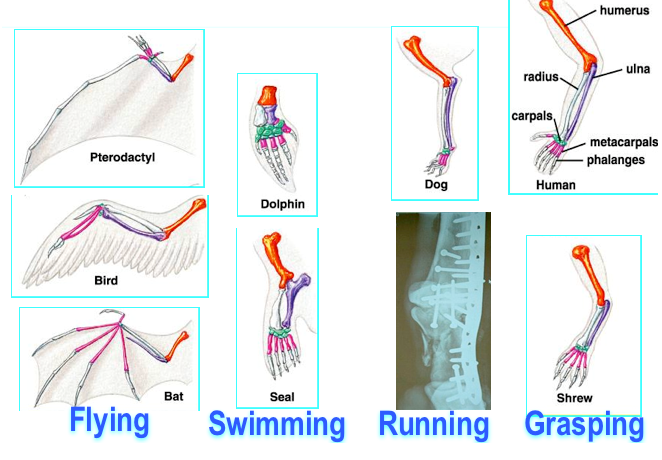 humerus
radius
ulna
carpals
metacarpals
phalanges
Pterodactyl
Dolphin
Dog
Human
Bird
Bat
Seal
Shrew
Flying
Swimming
Running
Grasping